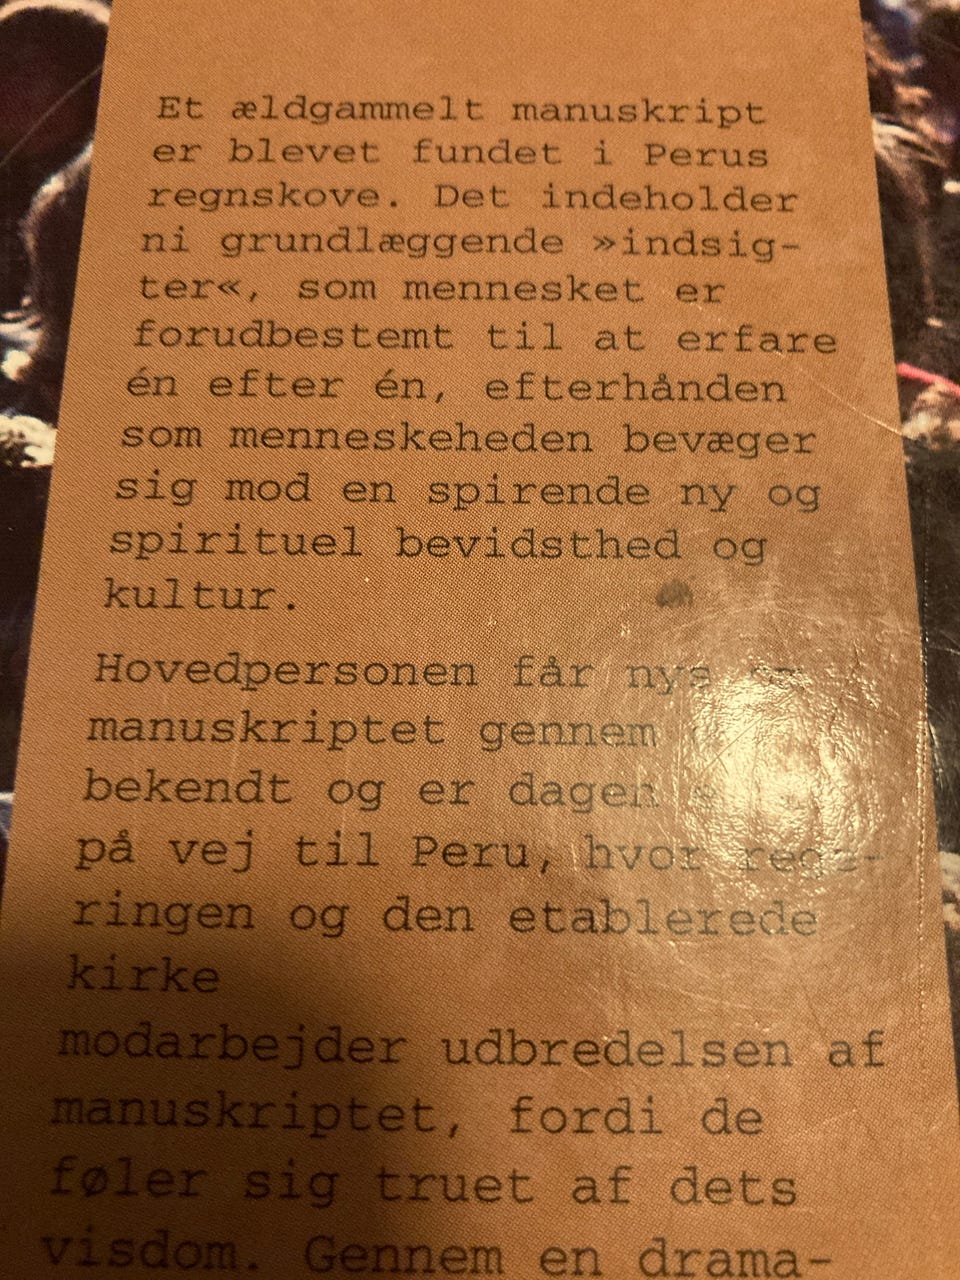 Et ældgammelt manuskript
er blevet fundet i Perus
regnskove. Det indeholder
ni grundlæggende »indsig-
ter«, som mennesket er
forudbestemt til at erfare
én efter én, efterhånden
som menneskeheden bevæger
sig mod en spirende ny og
spirituel bevidsthed og
kultur.
Hovedpersonen får nys
manuskriptet gennem
bekendt og er dagen
på vej til Peru, hvor rege-
ringen og den etablerede
kirke
modarbejder udbredelsen af
manuskriptet, fordi de
føler sig truet af dets
visdom. Gennem en drama-